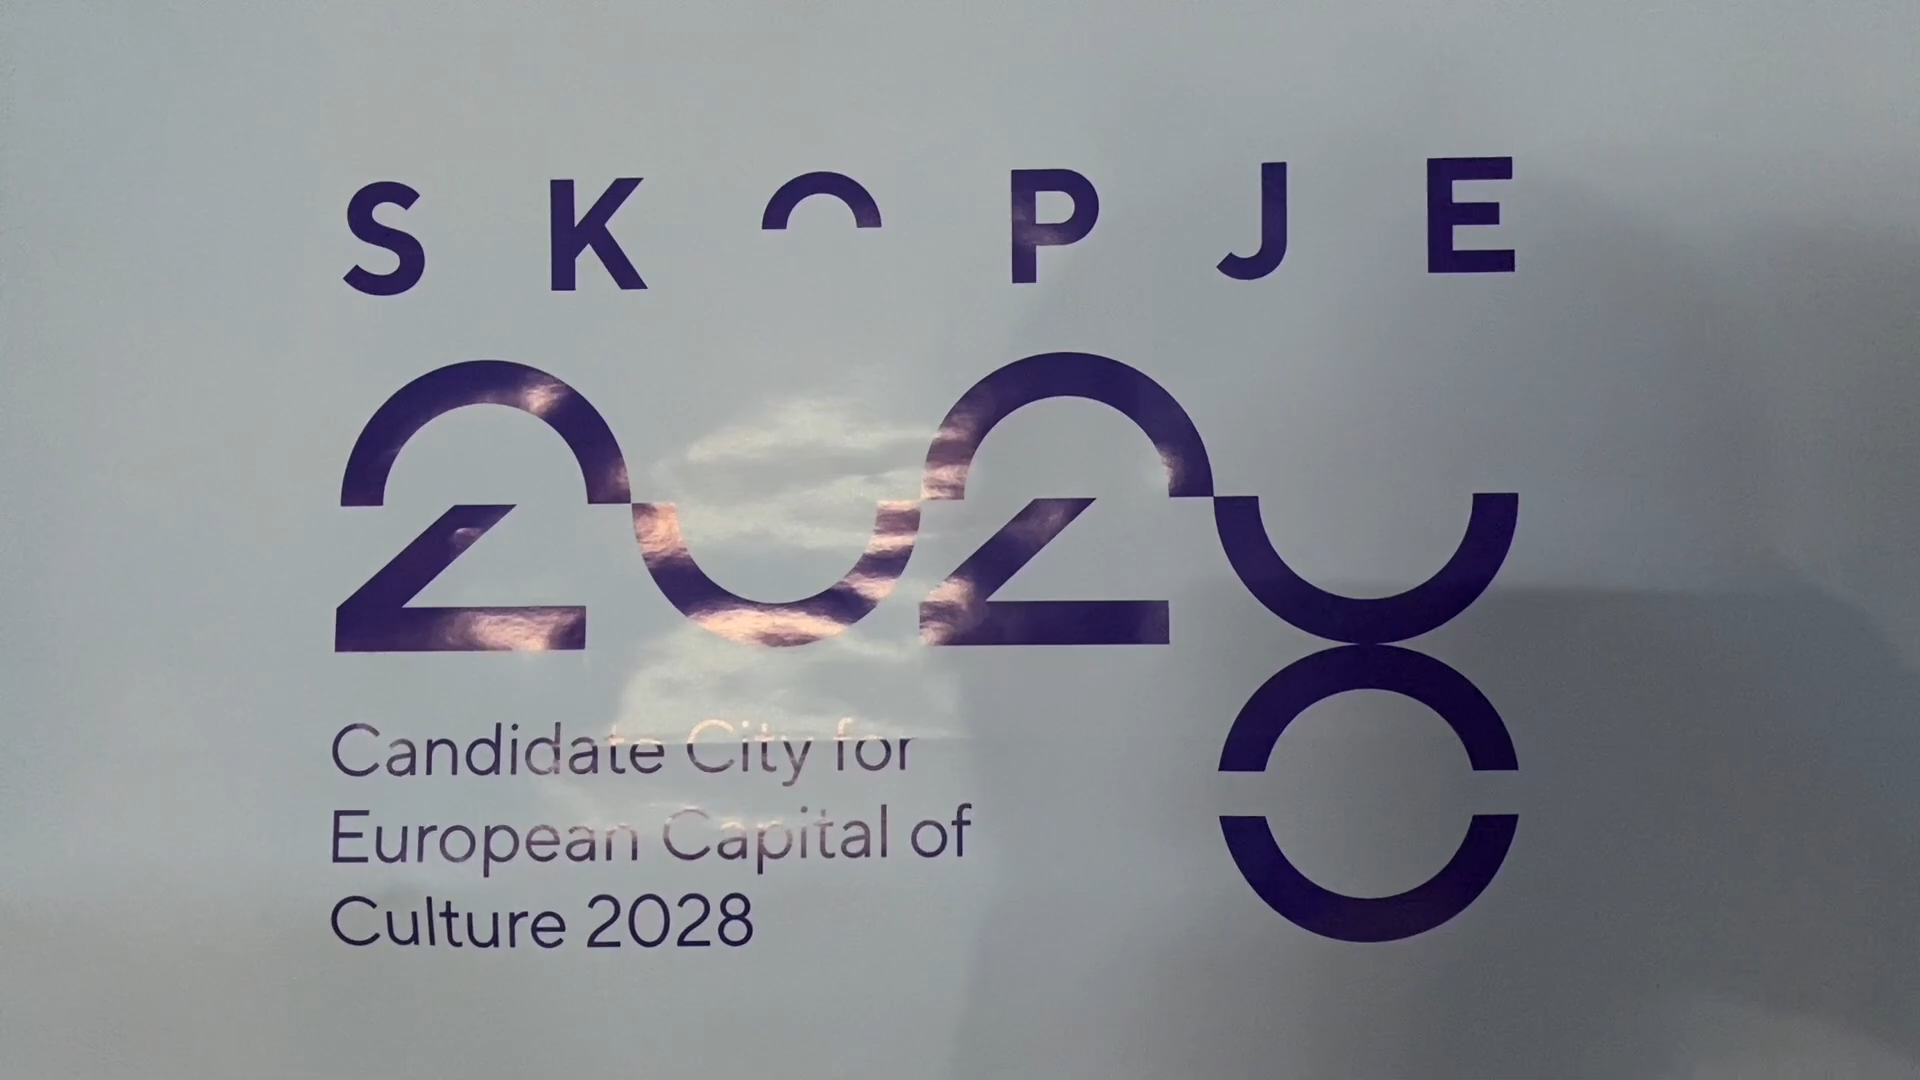 SKOPJE
2028
Candidate City for
European Capital of
Culture 2028